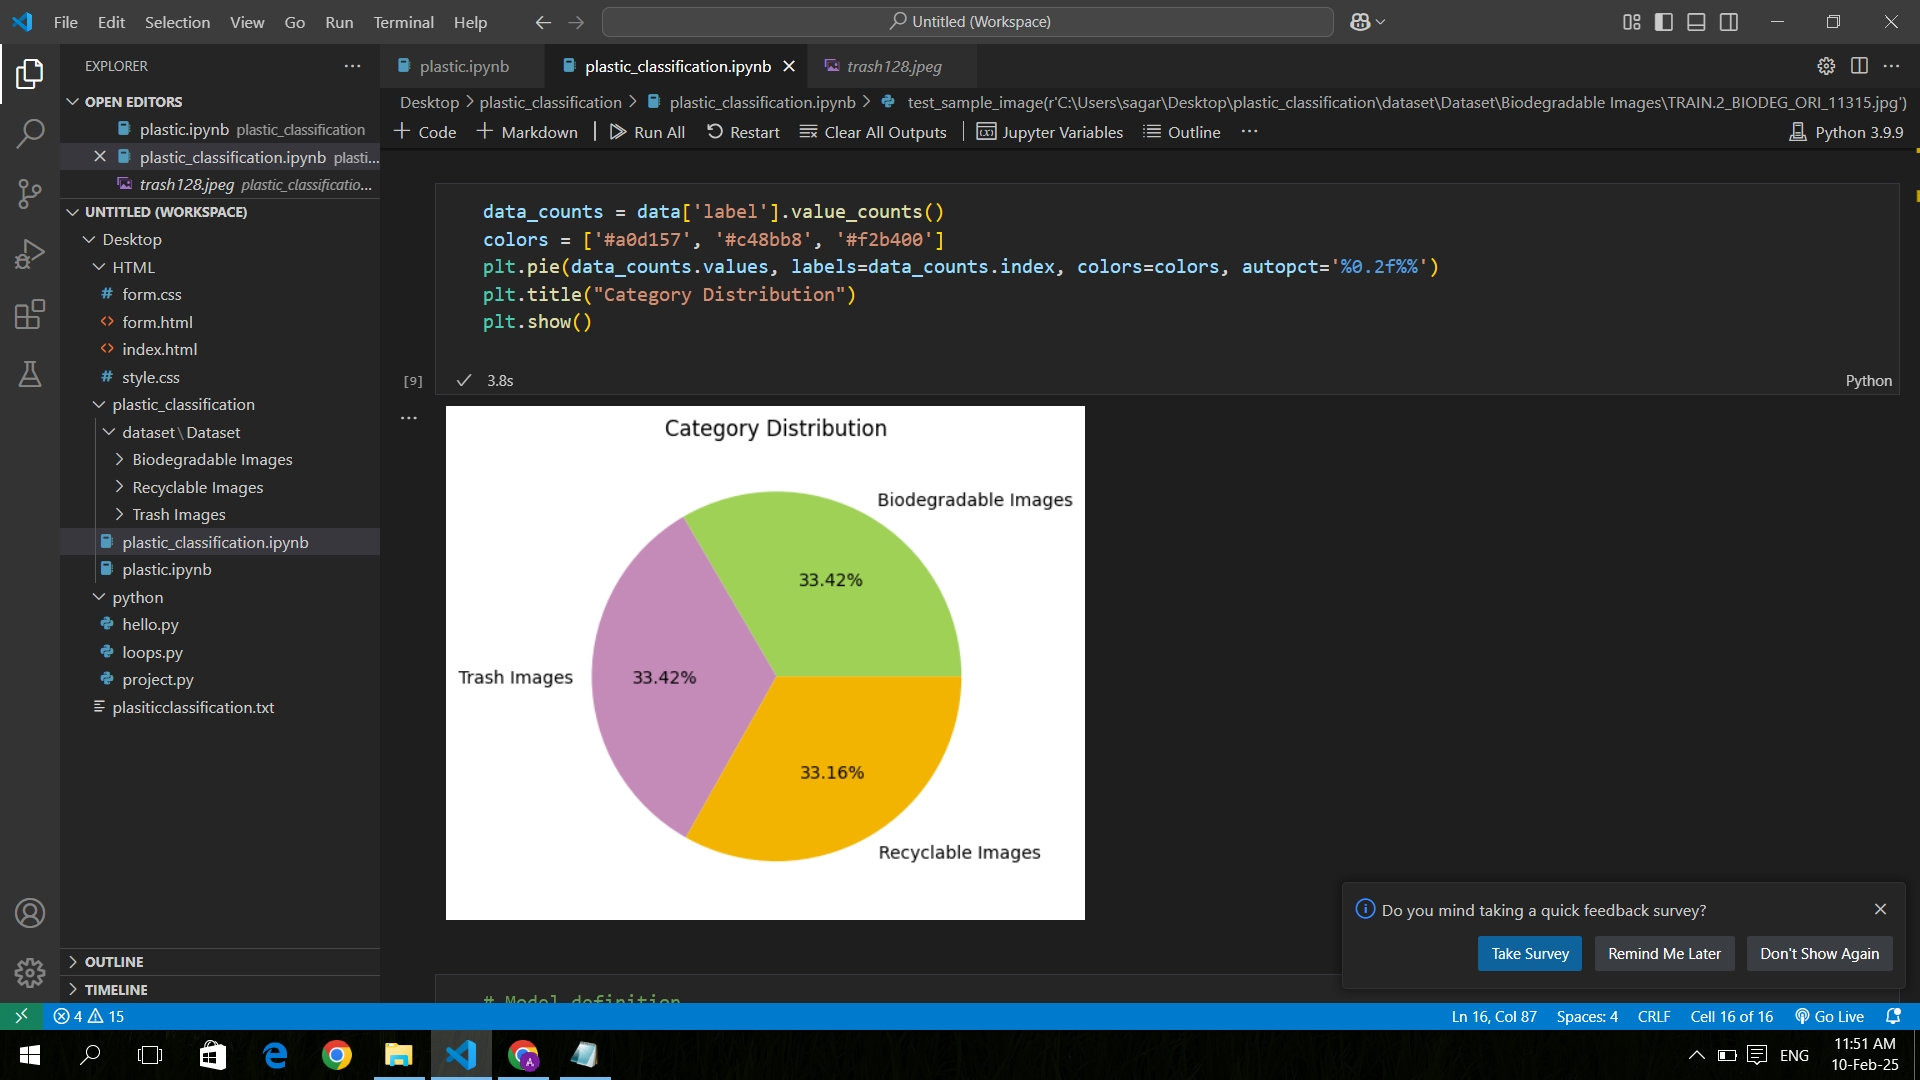 File Edit Selection View Go Run Terminal Help
Untitled (Workspace)
EXPLORER
OPEN EDITORS
plastic.ipynb plastic_classification
plastic_classification.ipynb plasti...
trash128.jpeg plastic_classificatio...
UNTITLED (WORKSPACE)
Desktop
HTML
# form.css
<> form.html
<> index.html
# style.css
plastic_classification
dataset \ Dataset
Biodegradable Images
Recyclable Images
Trash Images
plastic_classification.ipynb
plastic.ipynb
python
hello.py
loops.py
project.py
plasiticclassification.txt
OUTLINE
TIMELINE
plastic.ipynb plastic_classification.ipynb trash128.jpeg
Desktop > plastic_classification > plastic_classification.ipynb > test_sample_image(r'C:\Users\sagar\Desktop\plastic_classification\dataset\Dataset\Biodegradable Images\TRAIN.2_BIODEG_ORI_11315.jpg')
+ Code + Markdown | Run All Restart Clear All Outputs | Jupyter Variables Outline ... Python 3.9.9
data_counts = data['label'].value_counts()
colors = ['#a0d157', '#c48bb8', '#f2b400']
plt.pie(data_counts.values, labels=data_counts.index, colors=colors, autopct='%0.2f%%')
plt.title("Category Distribution")
plt.show()
[9] 3.8s Python
Category Distribution
Biodegradable Images
33.42%
Trash Images
33.42%
33.16%
Recyclable Images
# Model definition
Do you mind taking a quick feedback survey?
Take Survey Remind Me Later Don't Show Again
4 15 Ln 16, Col 87 Spaces: 4 CRLF Cell 16 of 16 Go Live
A
ENG
11:51 AM
10-Feb-25